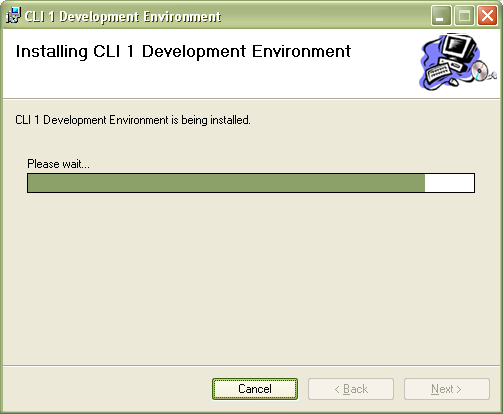 CLI 1 Development Environment
Installing CLI 1 Development Environment
CLI 1 Development Environment is being installed.
Please wait...
Cancel
< Back
Next >